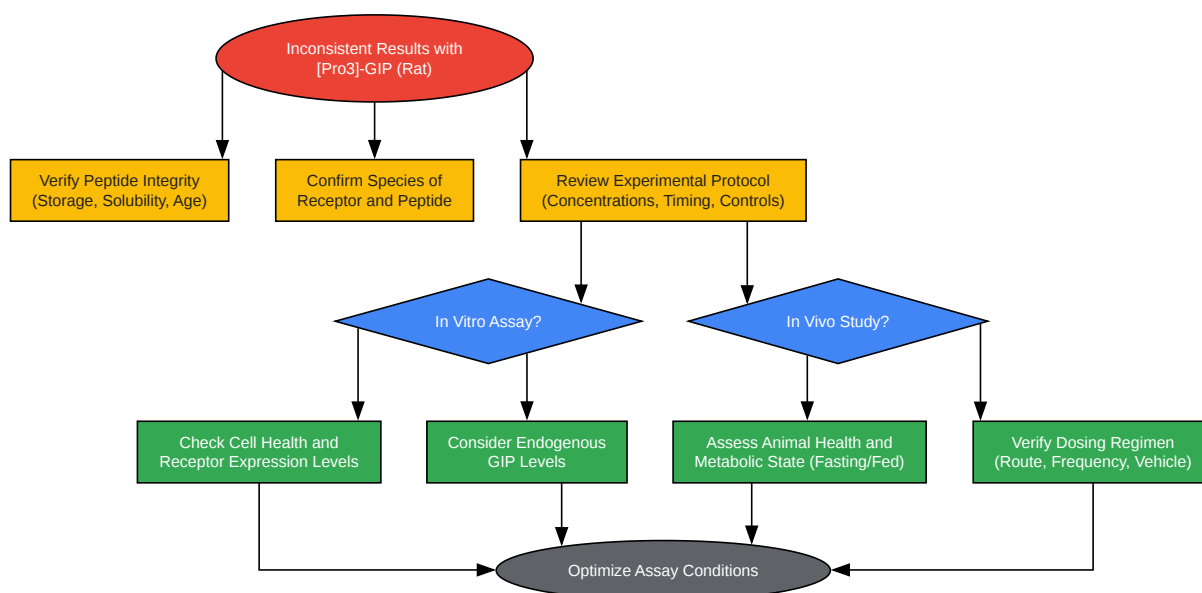 Inconsistent Results with
[Pro3]-GIP (Rat)
Verify Peptide Integrity
(Storage, Solubility, Age)
Confirm Species of
Receptor and Peptide
Review Experimental Protocol
(Concentrations, Timing, Controls)
In Vitro Assay?
In Vivo Study?
Check Cell Health and
Receptor Expression Levels
Consider Endogenous
GIP Levels
Assess Animal Health and
Metabolic State (Fasting/Fed)
Verify Dosing Regimen
(Route, Frequency, Vehicle)
Optimize Assay Conditions